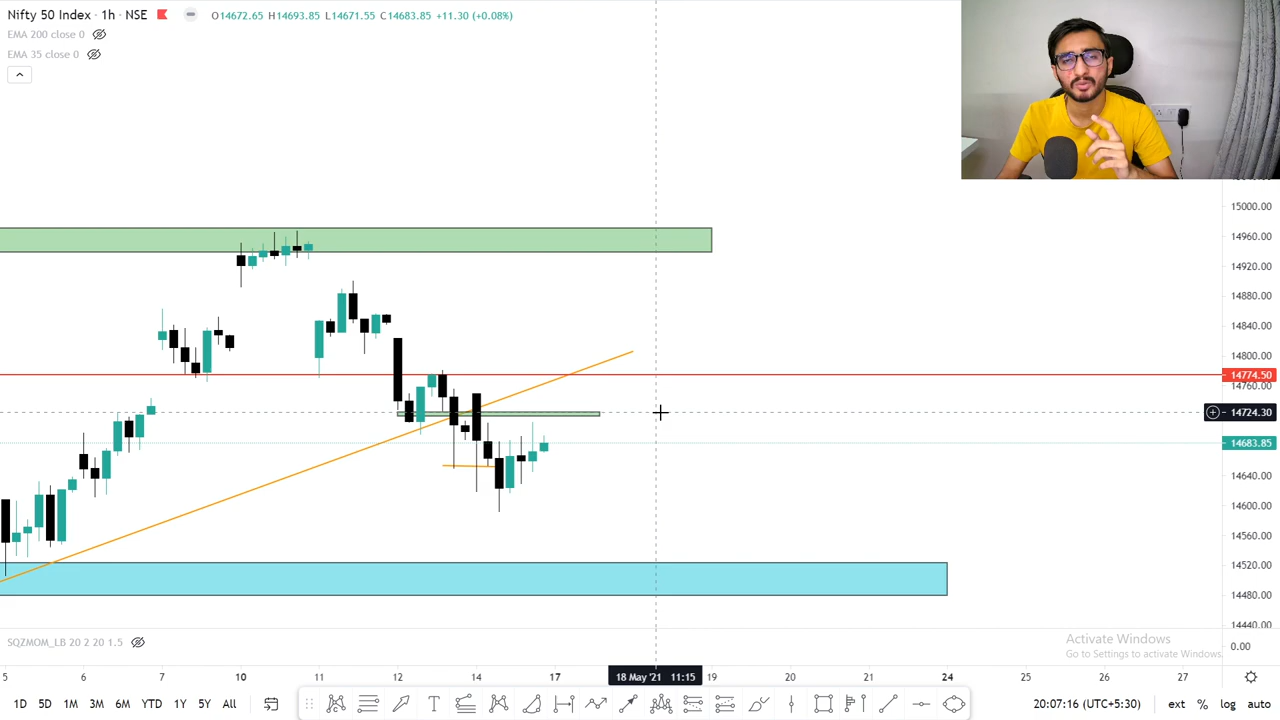 Nifty 50 Index · 1h · NSE O14672.65 H14693.85 L14671.55 C14683.85 +11.30 (+0.08%)
EMA 200 close 0
EMA 35 close 0
15000.00
14960.00
14920.00
14880.00
14840.00
14800.00
14774.50
14760.00
14724.30
14683.85
14640.00
14600.00
14560.00
14520.00
14480.00
14440.00
SQZMOM_LB 20 2 20 1.5
0.00
Activate Windows
Go to Settings to activate Windows.
5 6 7 10 11 12 14 17 18 May '21 11:15 19 20 21 24 25 26 27
1D 5D 1M 3M 6M YTD 1Y 5Y All T ext % log auto
20:07:16 (UTC+5:30)